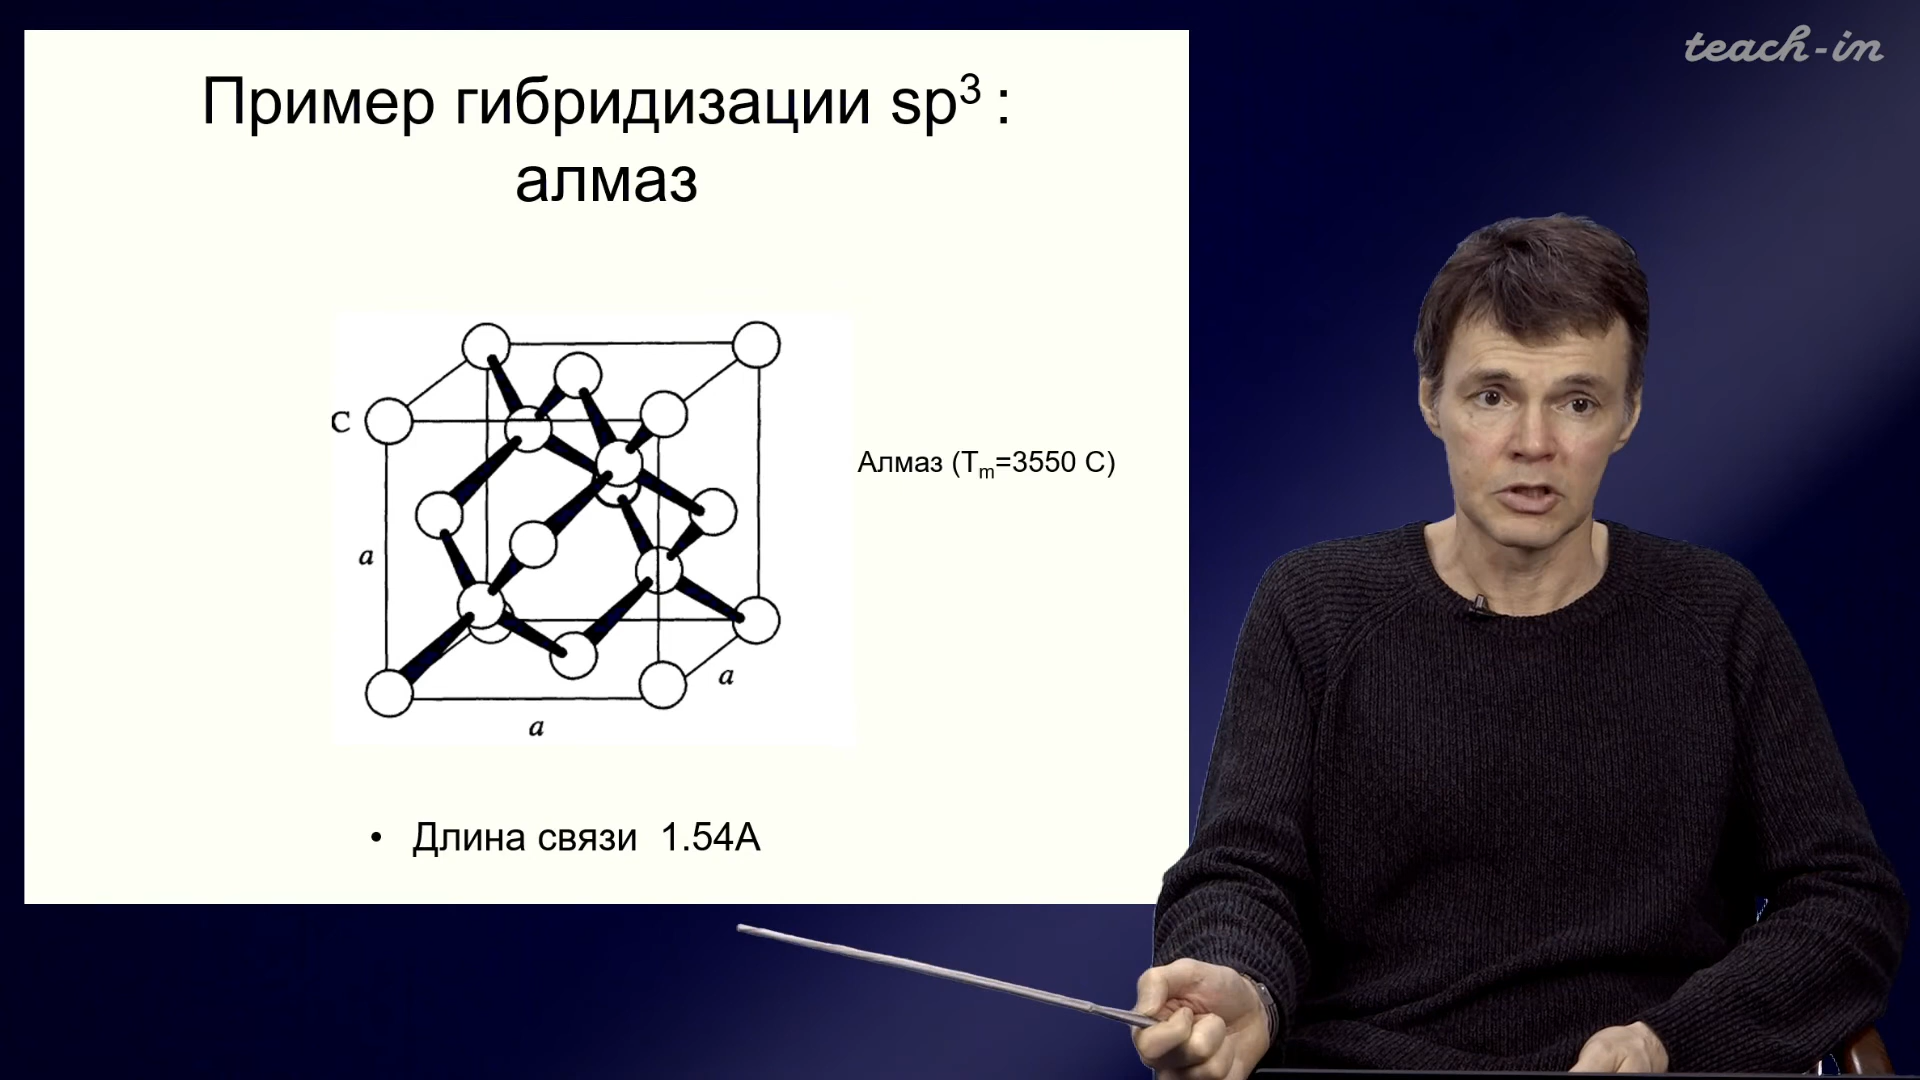 teach-in
Пример гибридизации sp³ :
алмаз
C
Алмаз (Tₘ=3550 C)
a
a
a
• Длина связи 1.54A